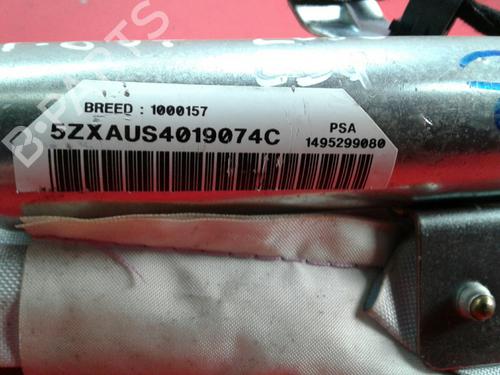 B-PARTS
BREED : 1000157
5ZXAUS4019074C
PSA
1495299080